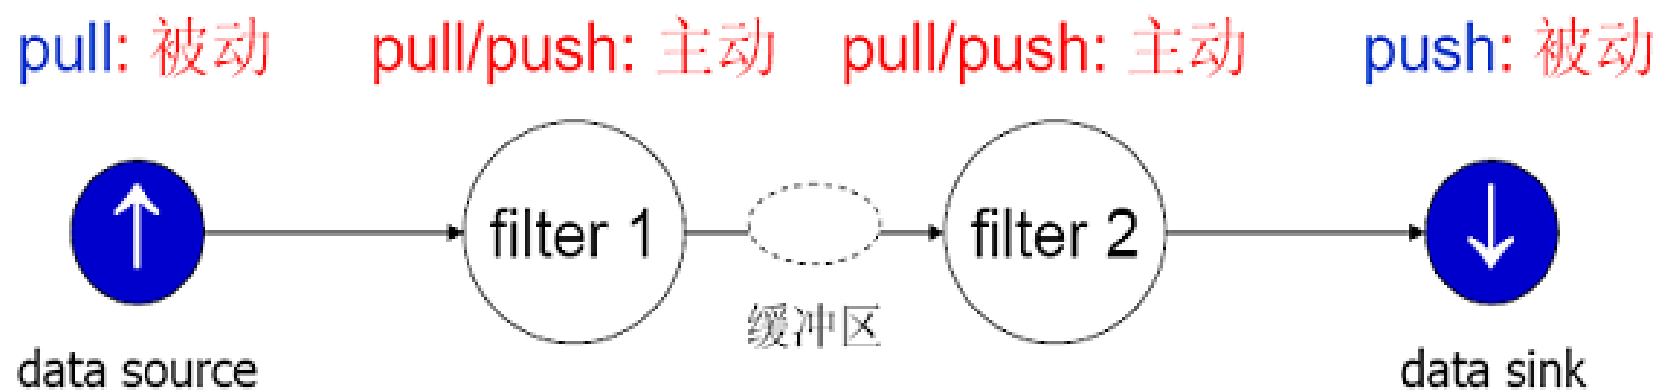 pull: 被动
pull/push: 主动
pull/push: 主动
push: 被动
filter 1
filter 2
缓冲区
data source
data sink